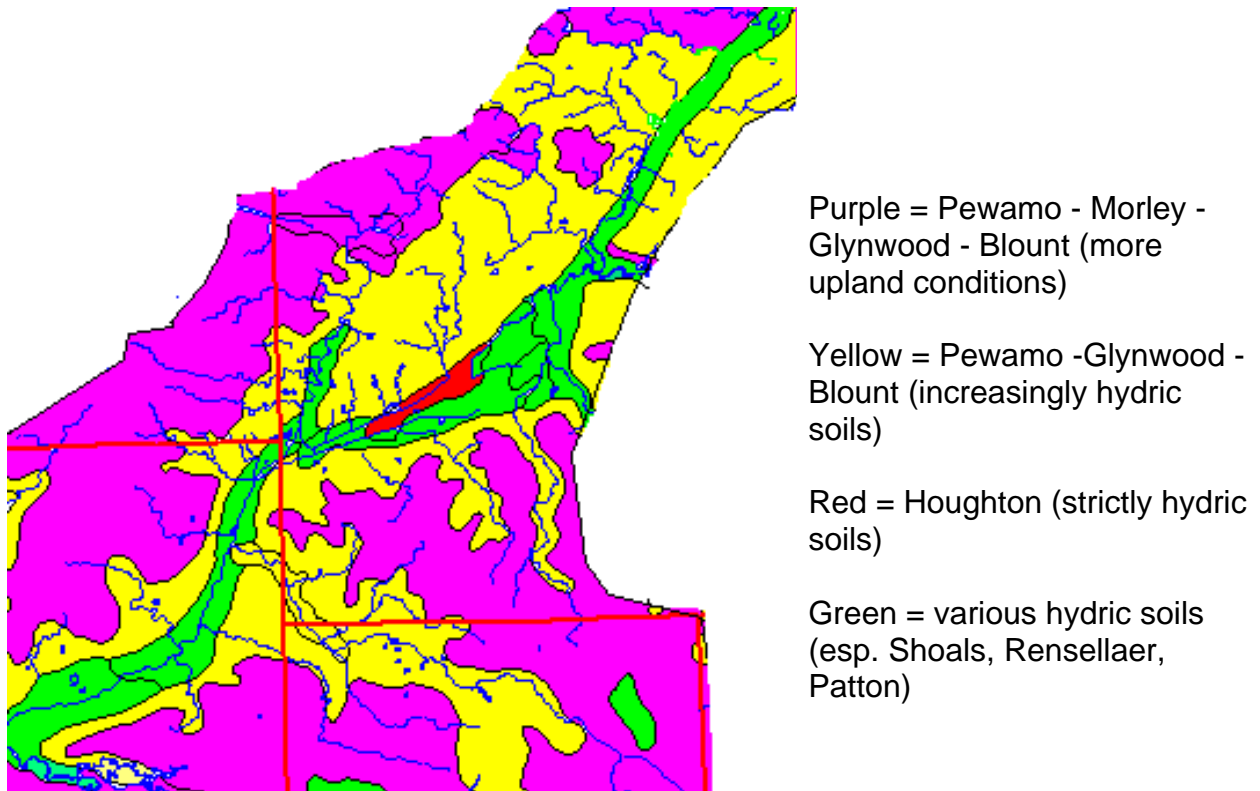 Purple = Pewamo - Morley -
Glynwood - Blount (more
upland conditions)
Yellow = Pewamo -Glynwood -
Blount (increasingly hydric
soils)
Red = Houghton (strictly hydric
soils)
Green = various hydric soils
(esp. Shoals, Rensellaer,
Patton)